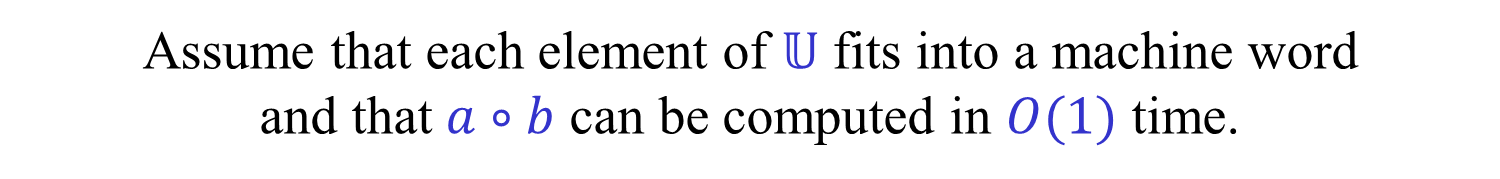 Assume that each element of 𝕌 fits into a machine word
and that a ∘ b can be computed in O(1) time.